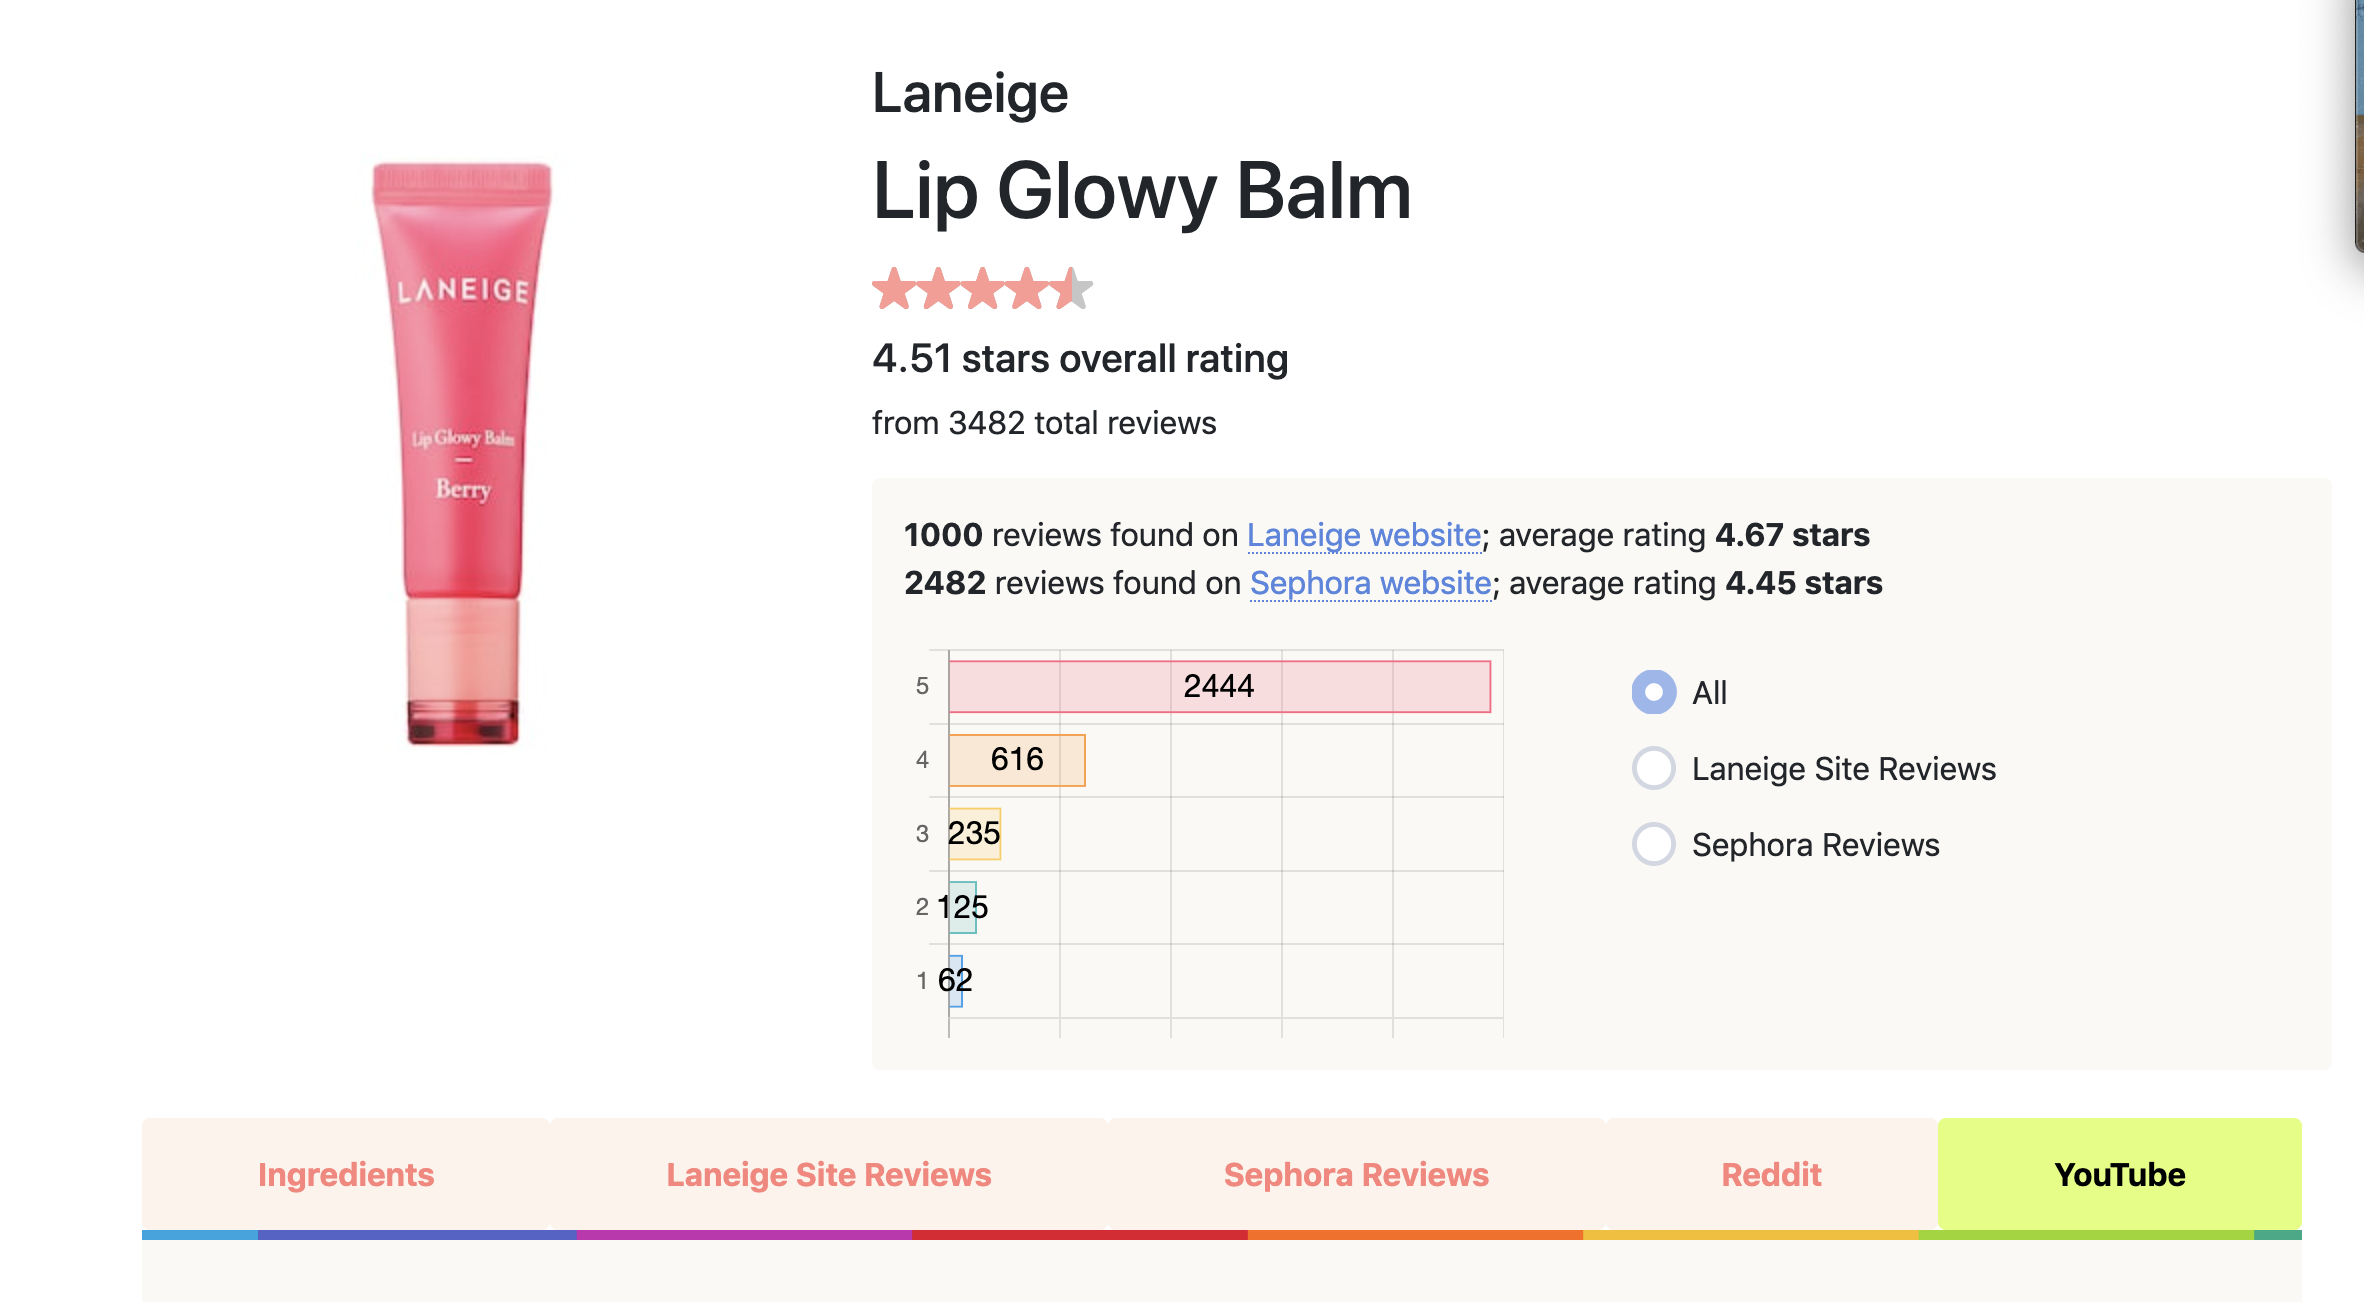 Laneige
Lip Glowy Balm
LANEIGE
Lip Glowy Balm
Berry
4.51 stars overall rating
from 3482 total reviews
1000 reviews found on Laneige website; average rating 4.67 stars
2482 reviews found on Sephora website; average rating 4.45 stars
5 2444
4 616
3 235
2 125
1 62
All
Laneige Site Reviews
Sephora Reviews
Ingredients
Laneige Site Reviews
Sephora Reviews
Reddit
YouTube